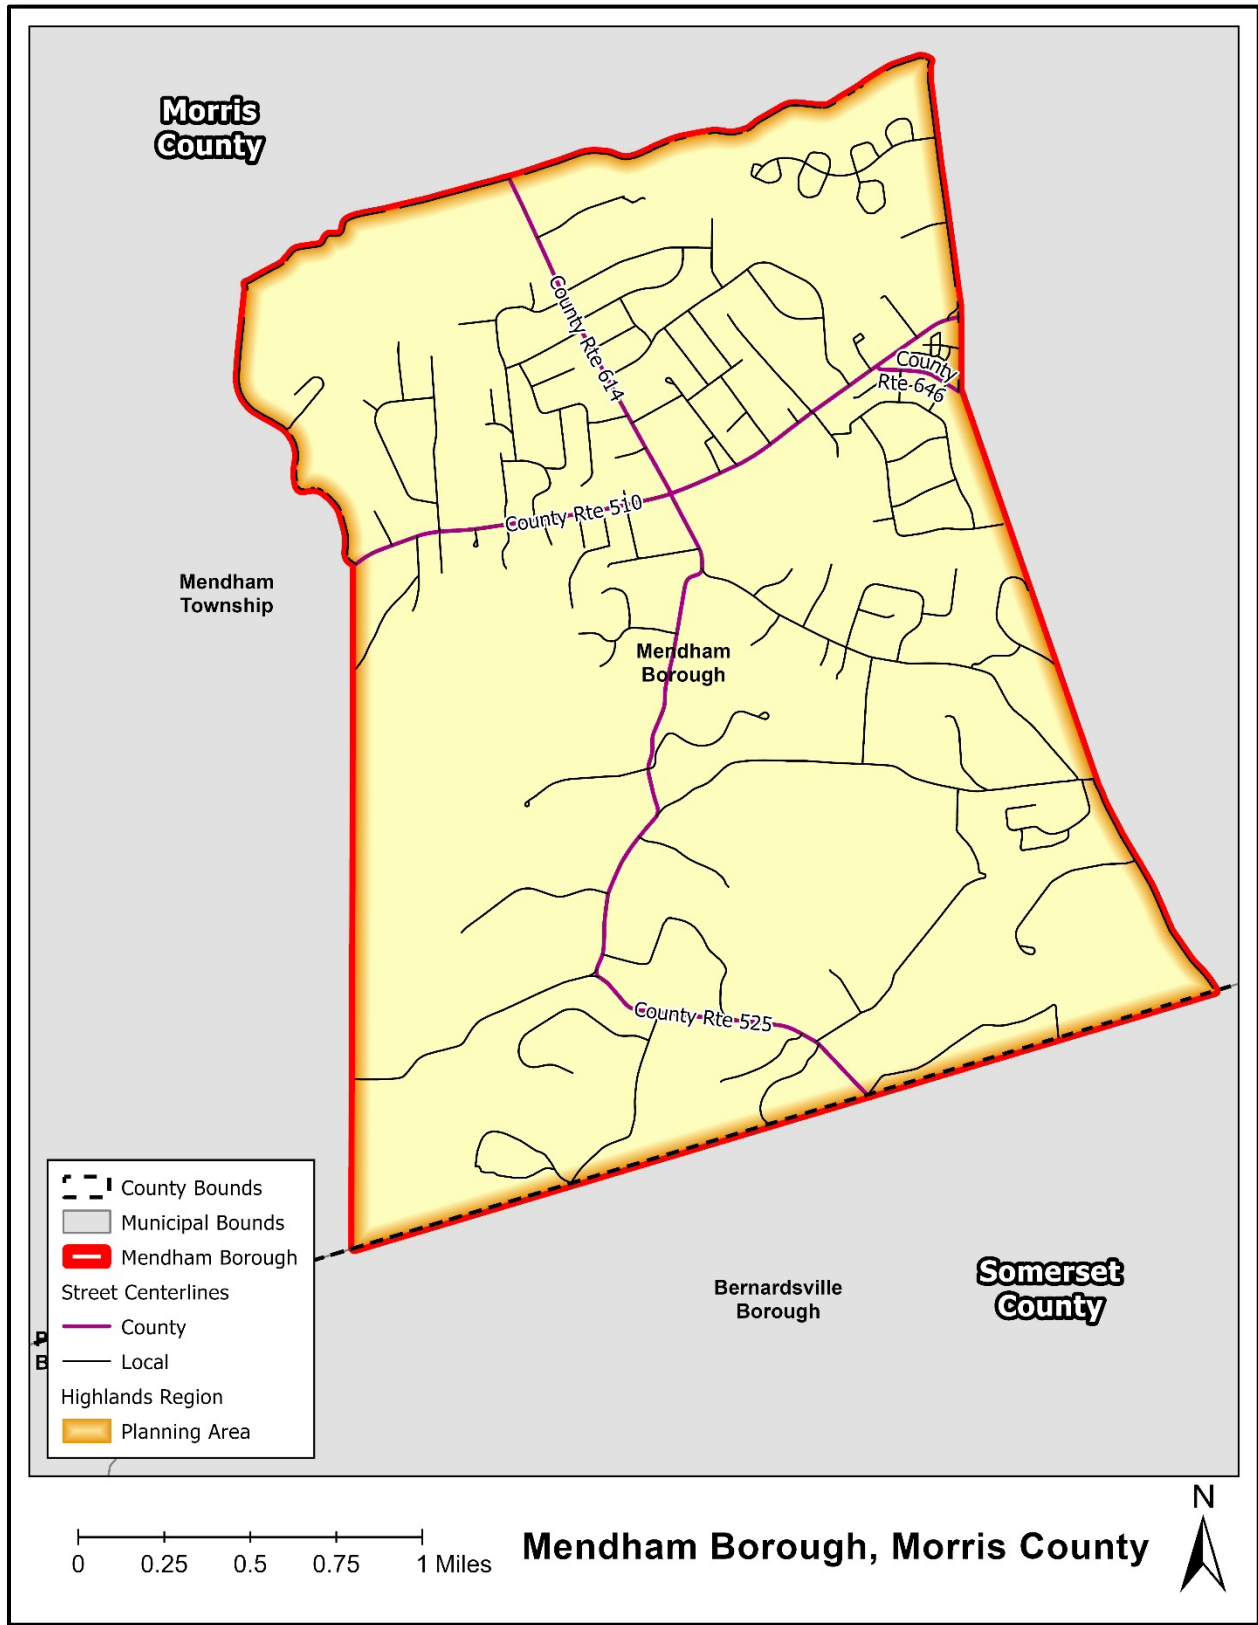 Morris
County
County Rte 614
County
Rte 646
County Rte 510
Mendham
Township
Mendham
Borough
County Rte 525
Bernardsville
Borough
Somerset
County
P
B
County Bounds
Municipal Bounds
Mendham Borough
Street Centerlines
County
Local
Highlands Region
Planning Area
0 0.25 0.5 0.75 1 Miles
Mendham Borough, Morris County
N